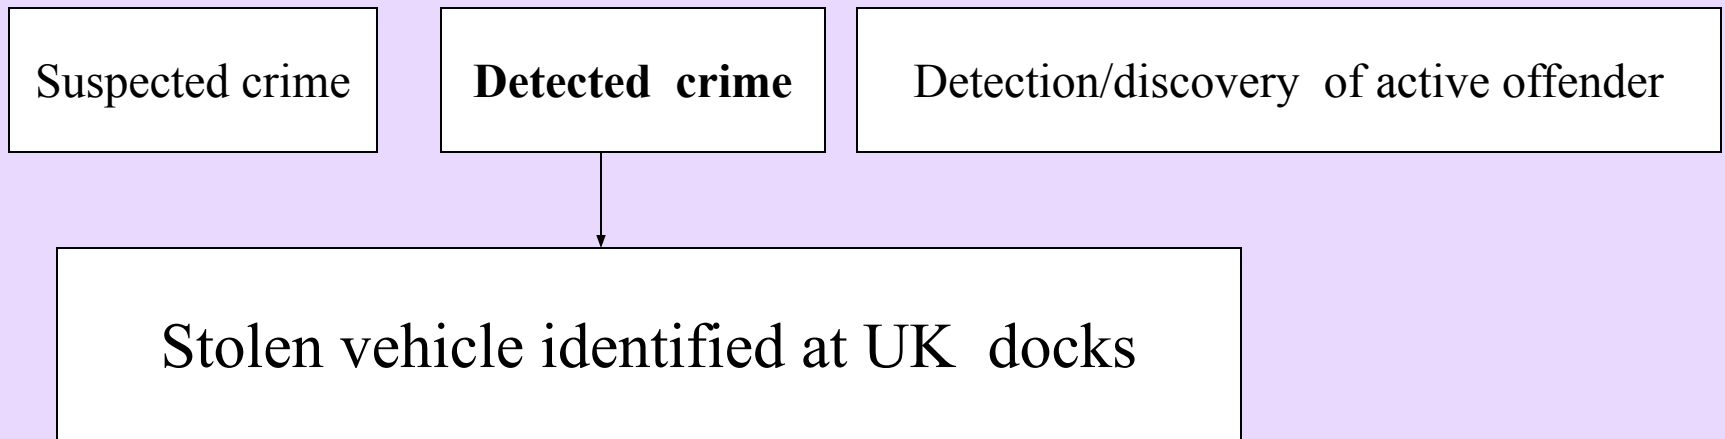 Suspected crime
Detected crime
Detection/discovery of active offender
Stolen vehicle identified at UK docks